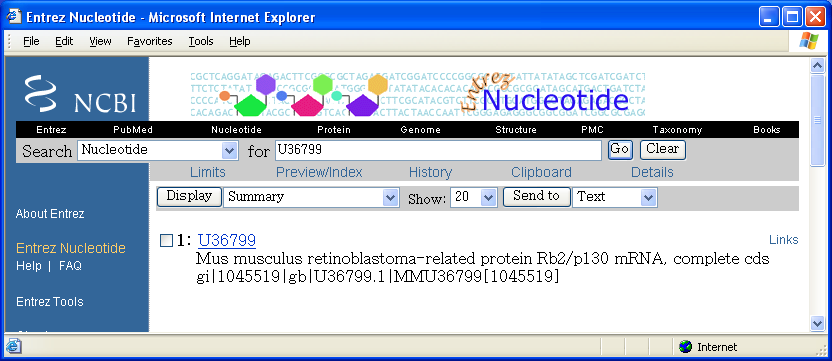 Entrez Nucleotide - Microsoft Internet Explorer
File Edit View Favorites Tools Help
NCBI
Entrez Nucleotide
Entrez PubMed Nucleotide Protein Genome Structure PMC Taxonomy Books
Search Nucleotide for U36799 Go Clear
Limits Preview/Index History Clipboard Details
Display Summary Show: 20 Send to Text
About Entrez
Entrez Nucleotide
Help | FAQ
Entrez Tools
1: U36799 Links
Mus musculus retinoblastoma-related protein Rb2/p130 mRNA, complete cds
gi|1045519|gb|U36799.1|MMU36799[1045519]
Internet